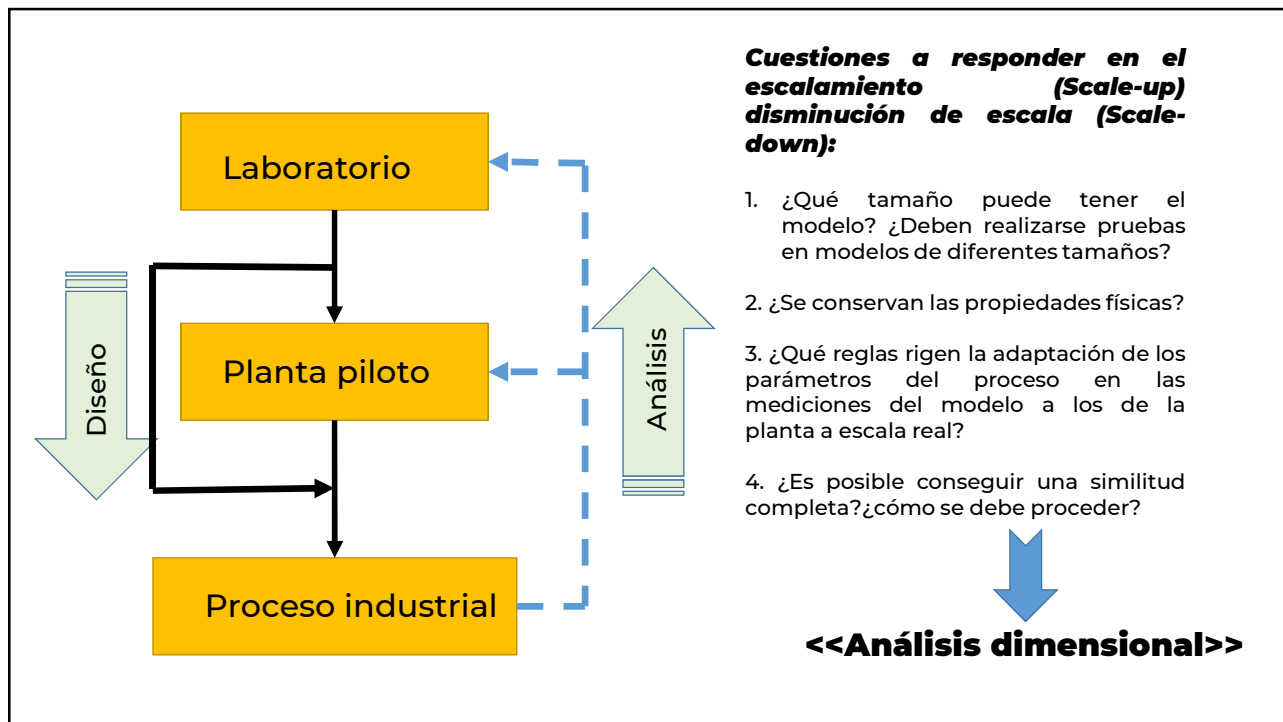 Laboratorio
Planta piloto
Proceso industrial
Diseño
Análisis
Cuestiones a responder en el
escalamiento (Scale-up)
disminución de escala (Scale-
down):
1. ¿Qué tamaño puede tener el
modelo? ¿Deben realizarse pruebas
en modelos de diferentes tamaños?
2. ¿Se conservan las propiedades físicas?
3. ¿Qué reglas rigen la adaptación de los
parámetros del proceso en las
mediciones del modelo a los de la
planta a escala real?
4. ¿Es posible conseguir una similitud
completa?¿cómo se debe proceder?
<<Análisis dimensional>>